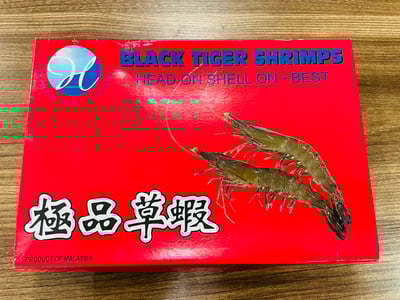 H
BLACK TIGER SHRIMPS
HEAD-ON SHELL ON - BEST
極品草蝦
PRODUCT OF MALAYSIA